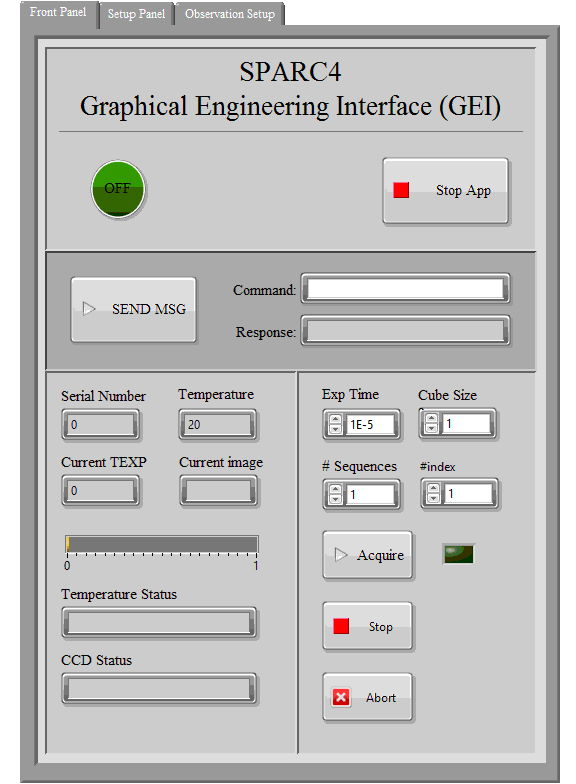 Front Panel
Setup Panel
Observation Setup
SPARC4
Graphical Engineering Interface (GEI)
OFF
Stop App
SEND MSG
Command:
Response:
Serial Number
Temperature
0
20
Current TEXP
Current image
0
0
1
Temperature Status
CCD Status
Exp Time
Cube Size
1E-5
1
# Sequences
#index
1
1
Acquire
Stop
Abort